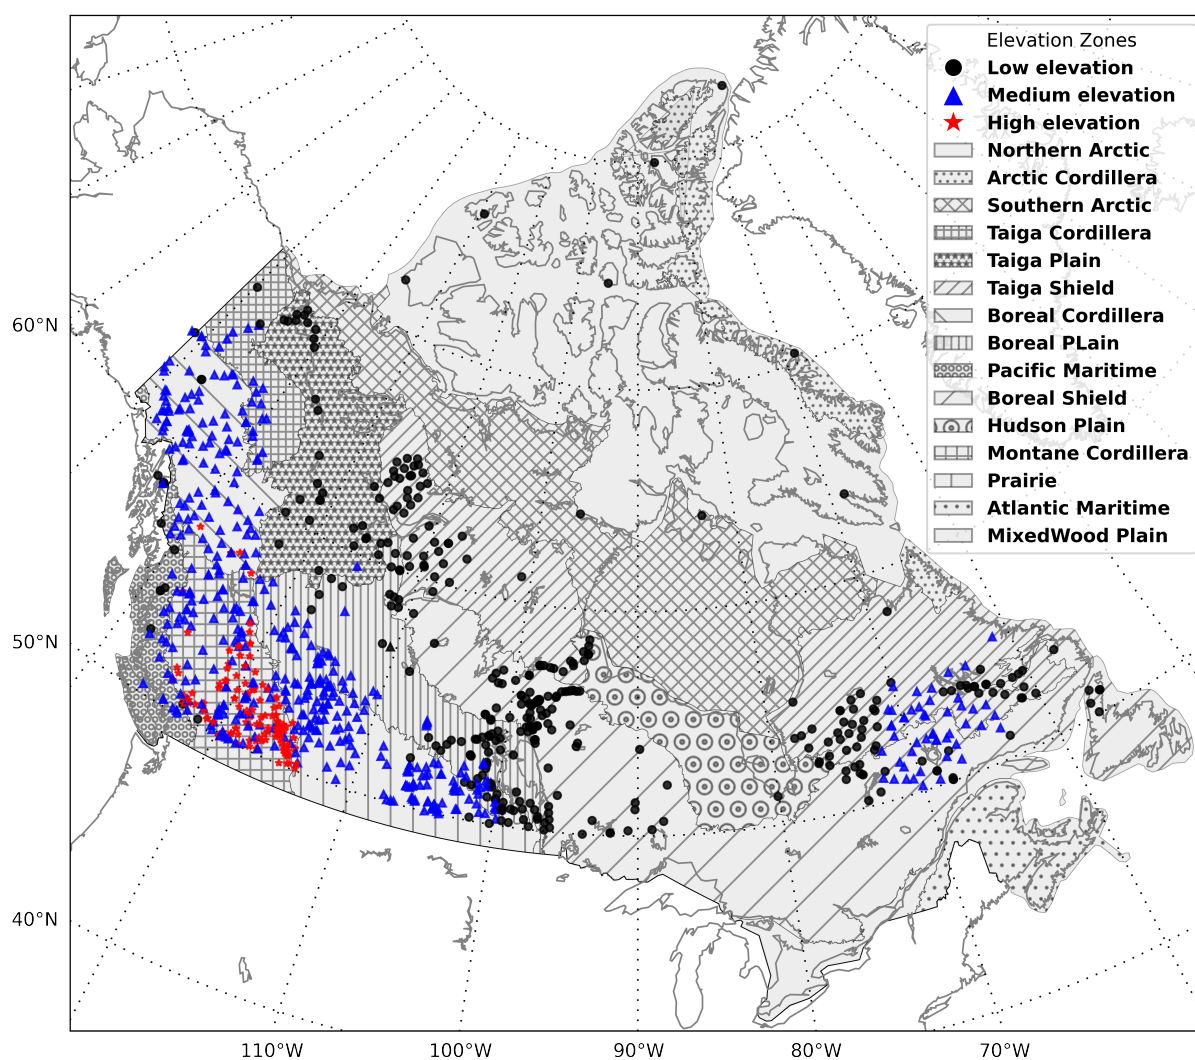 Elevation Zones
Low elevation
Medium elevation
High elevation
Northern Arctic
Arctic Cordillera
Southern Arctic
Taiga Cordillera
Taiga Plain
Taiga Shield
Boreal Cordillera
Boreal PLain
Pacific Maritime
Boreal Shield
Hudson Plain
Montane Cordillera
Prairie
Atlantic Maritime
MixedWood Plain
60°N
50°N
40°N
110°W 100°W 90°W 80°W 70°W